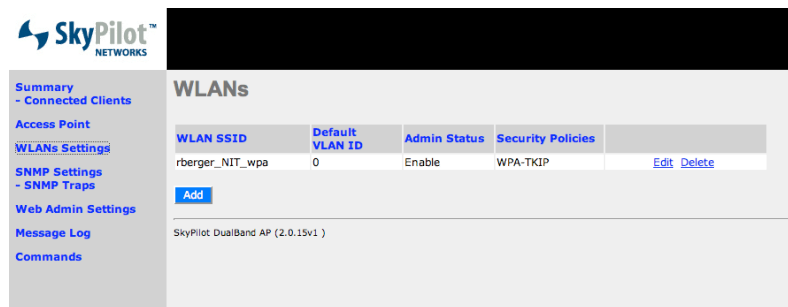 SkyPilot™
NETWORKS
Summary
- Connected Clients
Access Point
WLANs Settings
SNMP Settings
- SNMP Traps
Web Admin Settings
Message Log
Commands
WLANs
WLAN SSID Default VLAN ID Admin Status Security Policies
rberger_NIT_wpa 0 Enable WPA-TKIP Edit Delete
Add
SkyPilot DualBand AP (2.0.15v1 )